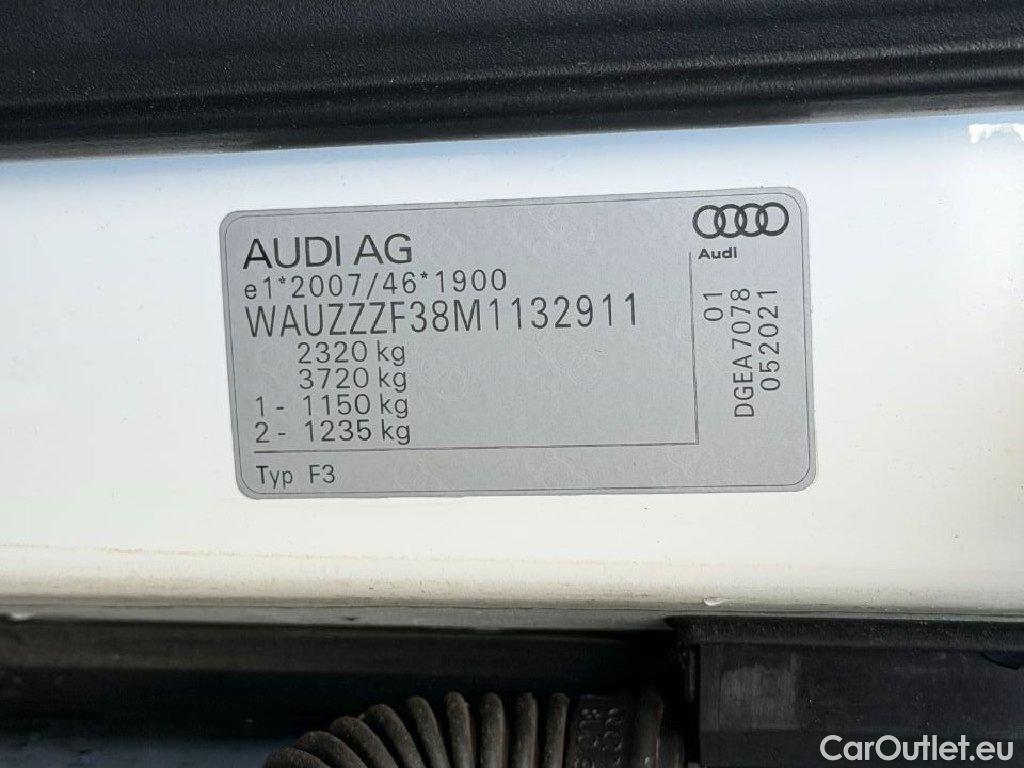 AUDI AG
e1*2007/46*1900
WAUZZZF38M1132911
2320 kg
3720 kg
1 - 1150 kg
2 - 1235 kg
Typ F3
Audi
01
DGEA7078
052021
CarOutlet.eu